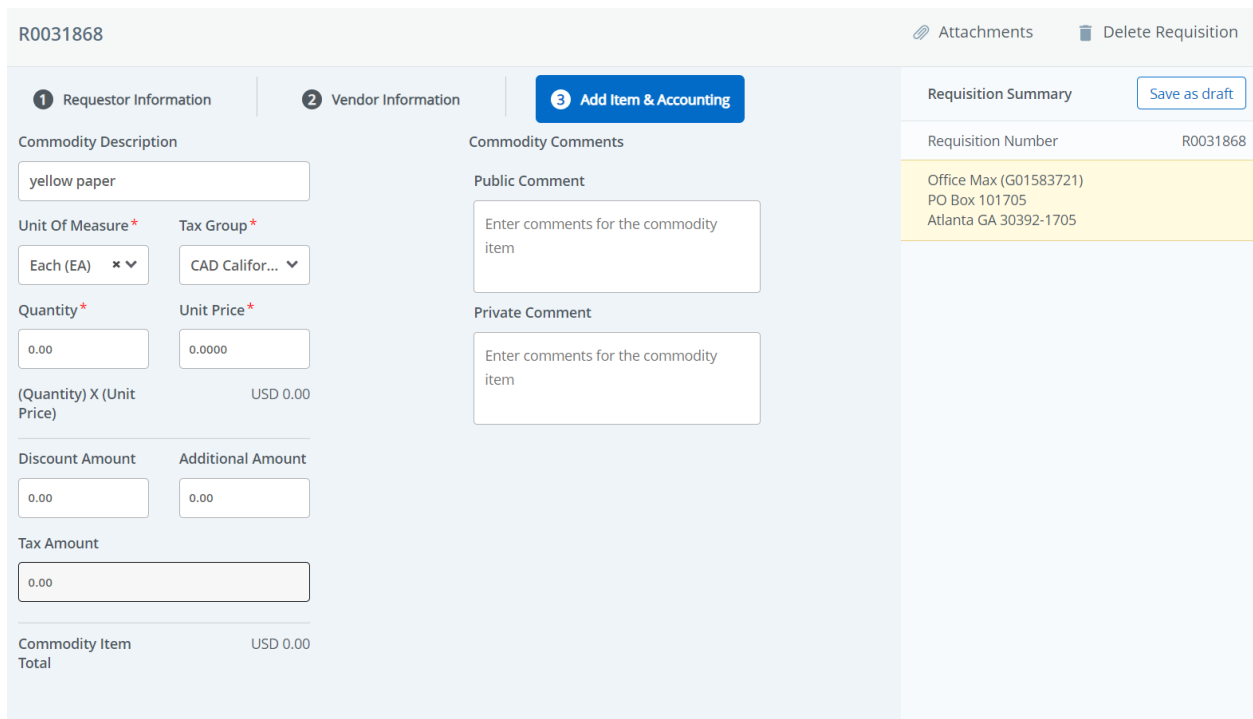 R0031868
Attachments
Delete Requisition
1 Requestor Information
2 Vendor Information
3 Add Item & Accounting
Requisition Summary
Save as draft
Commodity Description
yellow paper
Unit Of Measure*
Tax Group*
Each (EA)
CAD Califor...
Quantity*
Unit Price*
0.00
0.0000
(Quantity) X (Unit
Price)
USD 0.00
Discount Amount
Additional Amount
0.00
0.00
Tax Amount
0.00
Commodity Item
Total
USD 0.00
Commodity Comments
Public Comment
Enter comments for the commodity
item
Private Comment
Enter comments for the commodity
item
Requisition Number
R0031868
Office Max (G01583721)
PO Box 101705
Atlanta GA 30392-1705